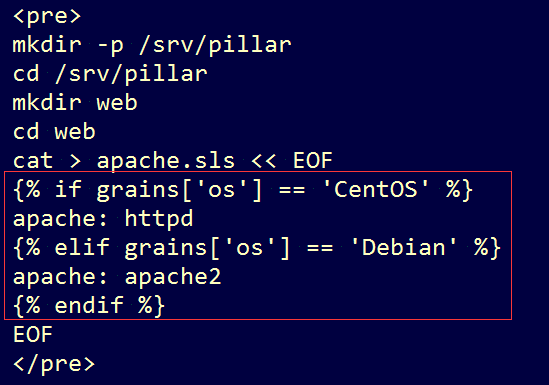 <pre>
mkdir -p /srv/pillar
cd /srv/pillar
mkdir web
cd web
cat > apache.sls << EOF
{% if grains['os'] == 'CentOS' %}
apache: httpd
{% elif grains['os'] == 'Debian' %}
apache: apache2
{% endif %}
EOF
</pre>